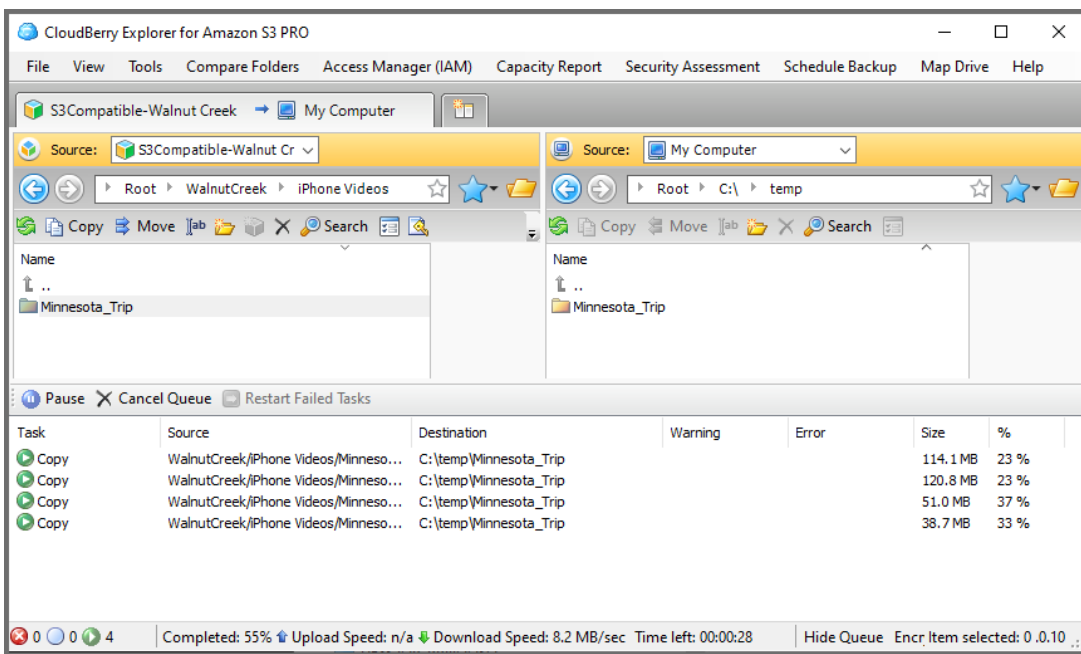 CloudBerry Explorer for Amazon S3 PRO
File View Tools Compare Folders Access Manager (IAM) Capacity Report Security Assessment Schedule Backup Map Drive Help
S3Compatible-Walnut Creek My Computer
Source: S3Compatible-Walnut Cr
Root WalnutCreek iPhone Videos
Copy Move Search
Name
..
Minnesota_Trip
Source: My Computer
Root C:\ temp
Copy Move Search
Name
..
Minnesota_Trip
Pause Cancel Queue Restart Failed Tasks
Task Source Destination Warning Error Size %
Copy WalnutCreek/iPhone Videos/Minneso... C:\temp\Minnesota_Trip 114.1 MB 23 %
Copy WalnutCreek/iPhone Videos/Minneso... C:\temp\Minnesota_Trip 120.8 MB 23 %
Copy WalnutCreek/iPhone Videos/Minneso... C:\temp\Minnesota_Trip 51.0 MB 37 %
Copy WalnutCreek/iPhone Videos/Minneso... C:\temp\Minnesota_Trip 38.7 MB 33 %
0 0 4 Completed: 55% Upload Speed: n/a Download Speed: 8.2 MB/sec Time left: 00:00:28 Hide Queue Encr Item selected: 0 .0.10